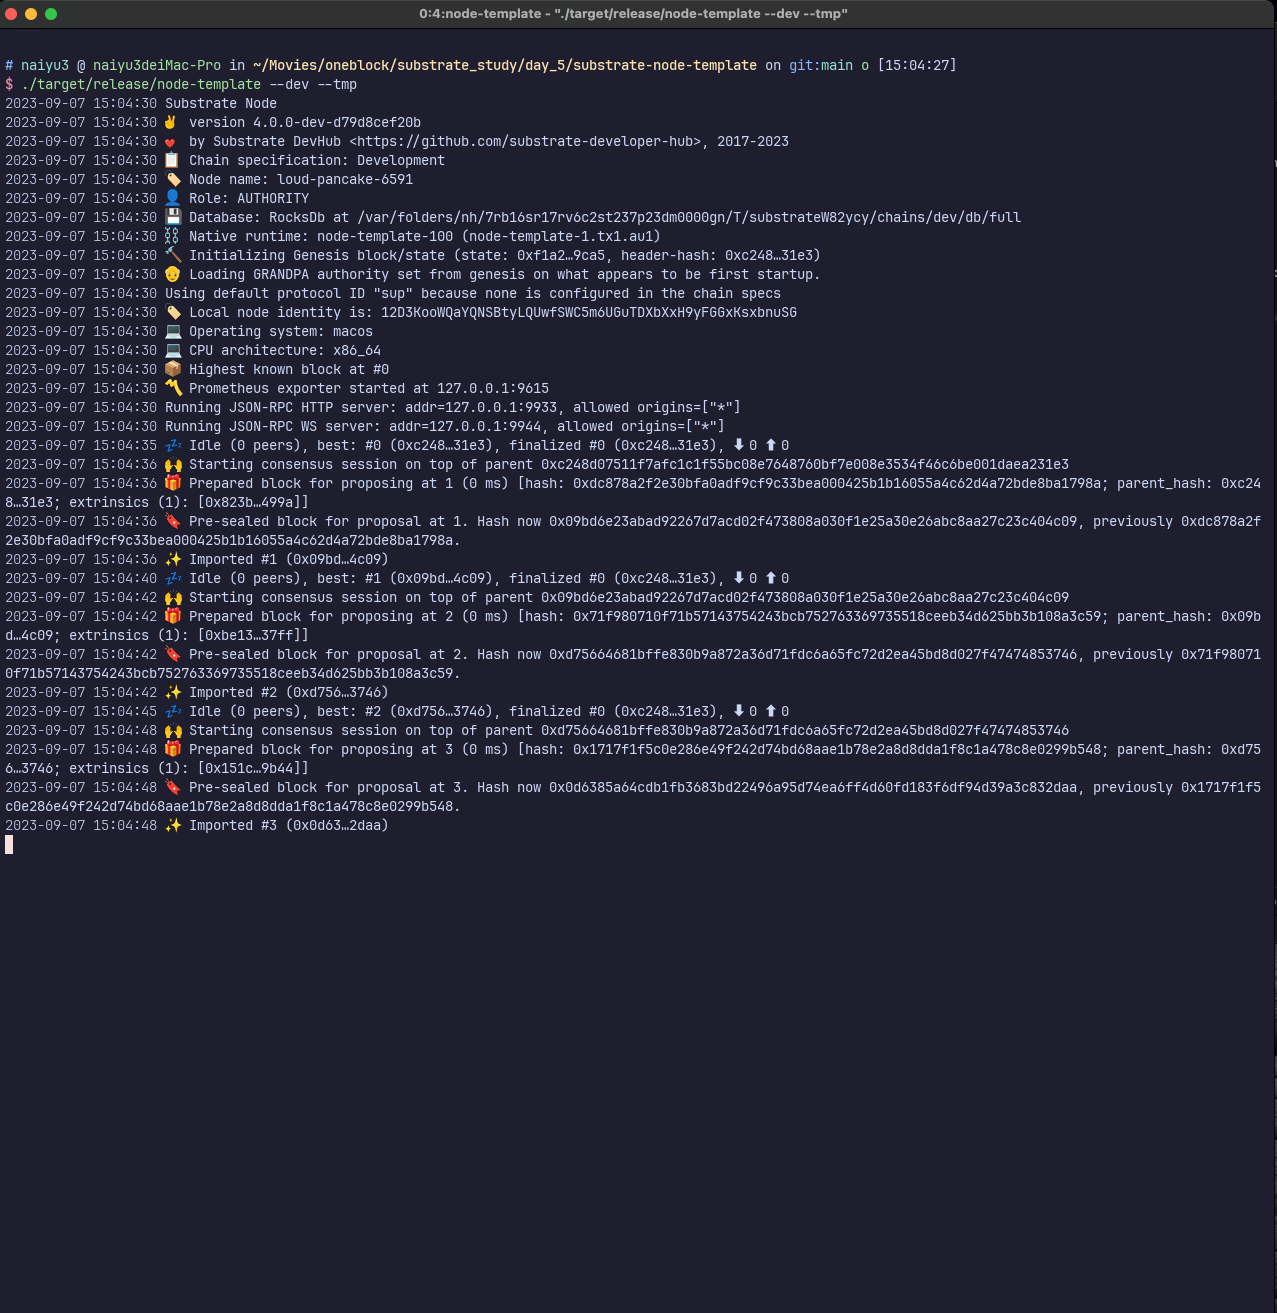 0:4:node-template - "./target/release/node-template --dev --tmp"
# naiyu3 @ naiyu3deiMac-Pro in ~/Movies/oneblock/substrate_study/day_5/substrate-node-template on git:main o [15:04:27]
$ ./target/release/node-template --dev --tmp
2023-09-07 15:04:30 Substrate Node
2023-09-07 15:04:30 ✌️ version 4.0.0-dev-d79d8cef20b
2023-09-07 15:04:30 ❤️ by Substrate DevHub <https://github.com/substrate-developer-hub>, 2017-2023
2023-09-07 15:04:30 📋 Chain specification: Development
2023-09-07 15:04:30 🏷 Node name: loud-pancake-6591
2023-09-07 15:04:30 👤 Role: AUTHORITY
2023-09-07 15:04:30 💾 Database: RocksDb at /var/folders/nh/7rb16sr17rv6c2st237p23dm0000gn/T/substrateW82ycy/chains/dev/db/full
2023-09-07 15:04:30 ⛓ Native runtime: node-template-100 (node-template-1.tx1.au1)
2023-09-07 15:04:30 🔨 Initializing Genesis block/state (state: 0xf1a2…9ca5, header-hash: 0xc248…31e3)
2023-09-07 15:04:30 👴 Loading GRANDPA authority set from genesis on what appears to be first startup.
2023-09-07 15:04:30 Using default protocol ID "sup" because none is configured in the chain specs
2023-09-07 15:04:30 🏷 Local node identity is: 12D3KooWQaYQNSBtyLQUwfSWC5m6UGuTDXbXxH9yFGGxKsxbnuSG
2023-09-07 15:04:30 💻 Operating system: macos
2023-09-07 15:04:30 💻 CPU architecture: x86_64
2023-09-07 15:04:30 📦 Highest known block at #0
2023-09-07 15:04:30 〽️ Prometheus exporter started at 127.0.0.1:9615
2023-09-07 15:04:30 Running JSON-RPC HTTP server: addr=127.0.0.1:9933, allowed origins=["*"]
2023-09-07 15:04:30 Running JSON-RPC WS server: addr=127.0.0.1:9944, allowed origins=["*"]
2023-09-07 15:04:35 💤 Idle (0 peers), best: #0 (0xc248…31e3), finalized #0 (0xc248…31e3), ⬇ 0 ⬆ 0
2023-09-07 15:04:36 🙌 Starting consensus session on top of parent 0xc248d07511f7afc1c1f55bc08e7648760bf7e008e3534f46c6be001daea231e3
2023-09-07 15:04:36 🎁 Prepared block for proposing at 1 (0 ms) [hash: 0xdc878a2f2e30bfa0adf9cf9c33bea000425b1b16055a4c62d4a72bde8ba1798a; parent_hash: 0xc24
8…31e3; extrinsics (1): [0x823b…499a]]
2023-09-07 15:04:36 🔖 Pre-sealed block for proposal at 1. Hash now 0x09bd6e23abad92267d7acd02f473808a030f1e25a30e26abc8aa27c23c404c09, previously 0xdc878a2f
2e30bfa0adf9cf9c33bea000425b1b16055a4c62d4a72bde8ba1798a.
2023-09-07 15:04:36 ✨ Imported #1 (0x09bd…4c09)
2023-09-07 15:04:40 💤 Idle (0 peers), best: #1 (0x09bd…4c09), finalized #0 (0xc248…31e3), ⬇ 0 ⬆ 0
2023-09-07 15:04:42 🙌 Starting consensus session on top of parent 0x09bd6e23abad92267d7acd02f473808a030f1e25a30e26abc8aa27c23c404c09
2023-09-07 15:04:42 🎁 Prepared block for proposing at 2 (0 ms) [hash: 0x71f980710f71b57143754243bcb752763369735518ceeb34d625bb3b108a3c59; parent_hash: 0x09b
d…4c09; extrinsics (1): [0xbe13…37ff]]
2023-09-07 15:04:42 🔖 Pre-sealed block for proposal at 2. Hash now 0xd75664681bffe830b9a872a36d71fdc6a65fc72d2ea45bd8d027f47474853746, previously 0x71f98071
0f71b57143754243bcb752763369735518ceeb34d625bb3b108a3c59.
2023-09-07 15:04:42 ✨ Imported #2 (0xd756…3746)
2023-09-07 15:04:45 💤 Idle (0 peers), best: #2 (0xd756…3746), finalized #0 (0xc248…31e3), ⬇ 0 ⬆ 0
2023-09-07 15:04:48 🙌 Starting consensus session on top of parent 0xd75664681bffe830b9a872a36d71fdc6a65fc72d2ea45bd8d027f47474853746
2023-09-07 15:04:48 🎁 Prepared block for proposing at 3 (0 ms) [hash: 0x1717f1f5c0e286e49f242d74bd68aae1b78e2a8d8dda1f8c1a478c8e0299b548; parent_hash: 0xd75
6…3746; extrinsics (1): [0x151c…9b44]]
2023-09-07 15:04:48 🔖 Pre-sealed block for proposal at 3. Hash now 0x0d6385a64cdb1fb3683bd22496a95d74ea6ff4d60fd183f6df94d39a3c832daa, previously 0x1717f1f5
c0e286e49f242d74bd68aae1b78e2a8d8dda1f8c1a478c8e0299b548.
2023-09-07 15:04:48 ✨ Imported #3 (0x0d63…2daa)